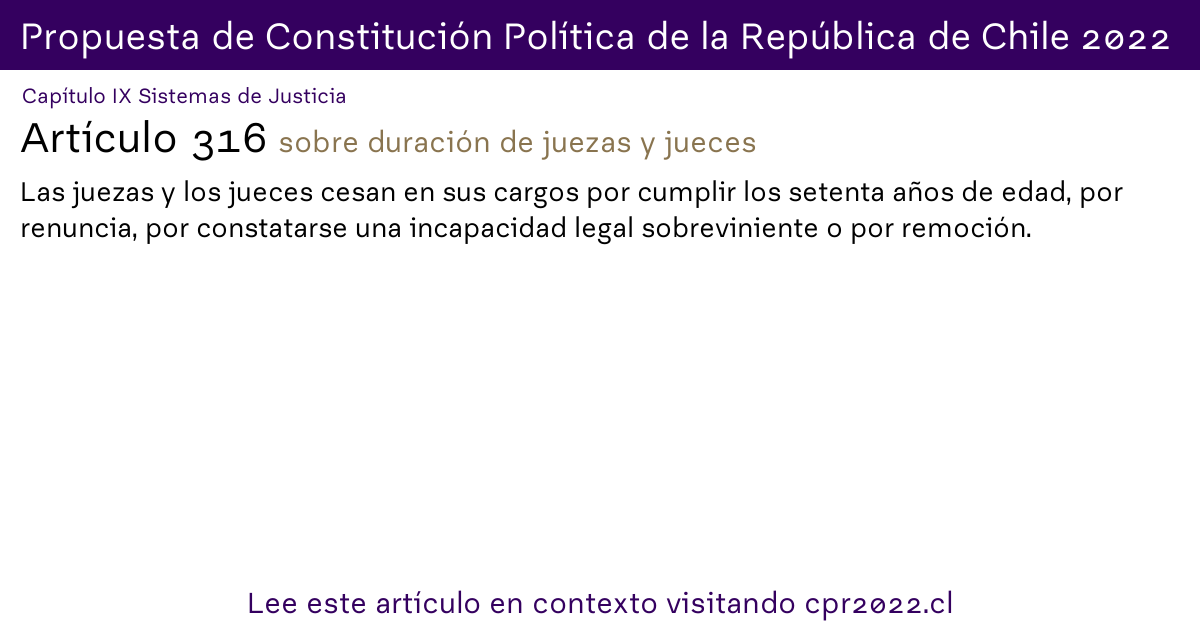 Propuesta de Constitución Política de la República de Chile 2022
Capítulo IX Sistemas de Justicia
Artículo 316 sobre duración de juezas y jueces
Las juezas y los jueces cesan en sus cargos por cumplir los setenta años de edad, por
renuncia, por constatarse una incapacidad legal sobreviniente o por remoción.
Lee este artículo en contexto visitando cpr2022.cl